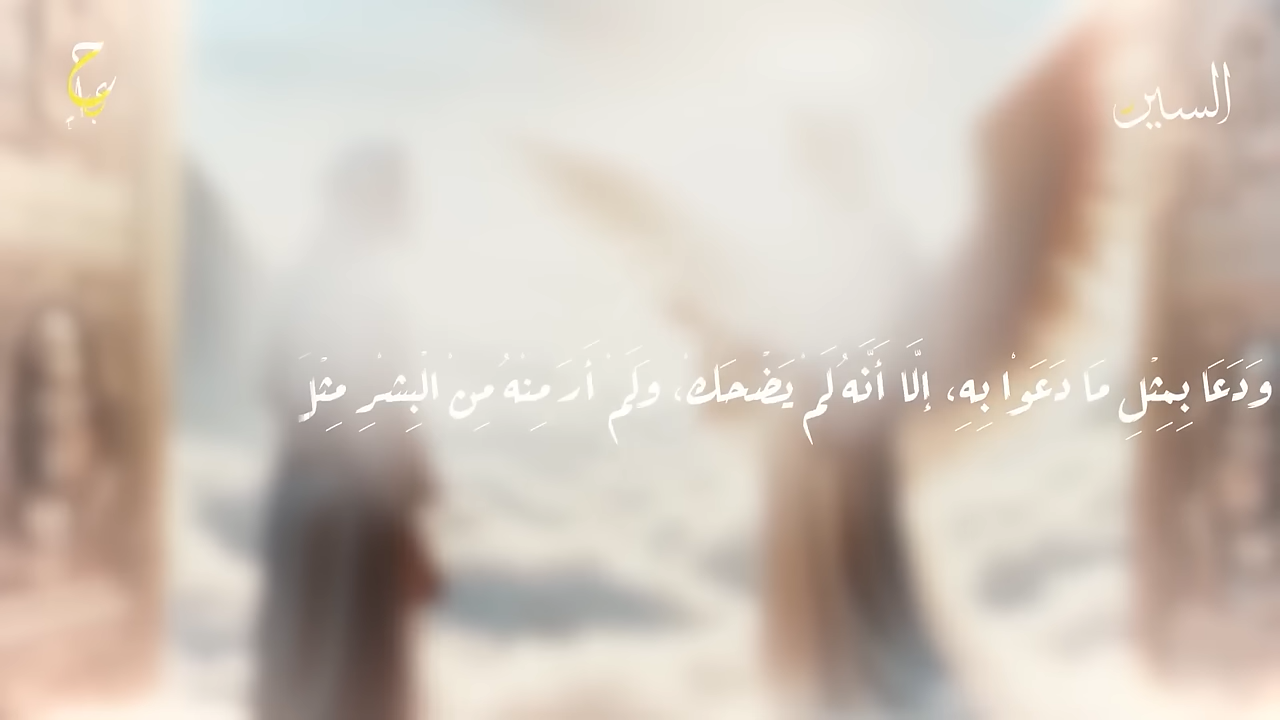 السين
وَدَعَا بِمِثْلِ مَا دَعَوْا بِهِ، إِلَّا أَنَّهُ لَمْ يَضْحَكْ، وَلَمْ أَرَ مِنْهُ مِنْ الْبِشْرِ مِثْلَ